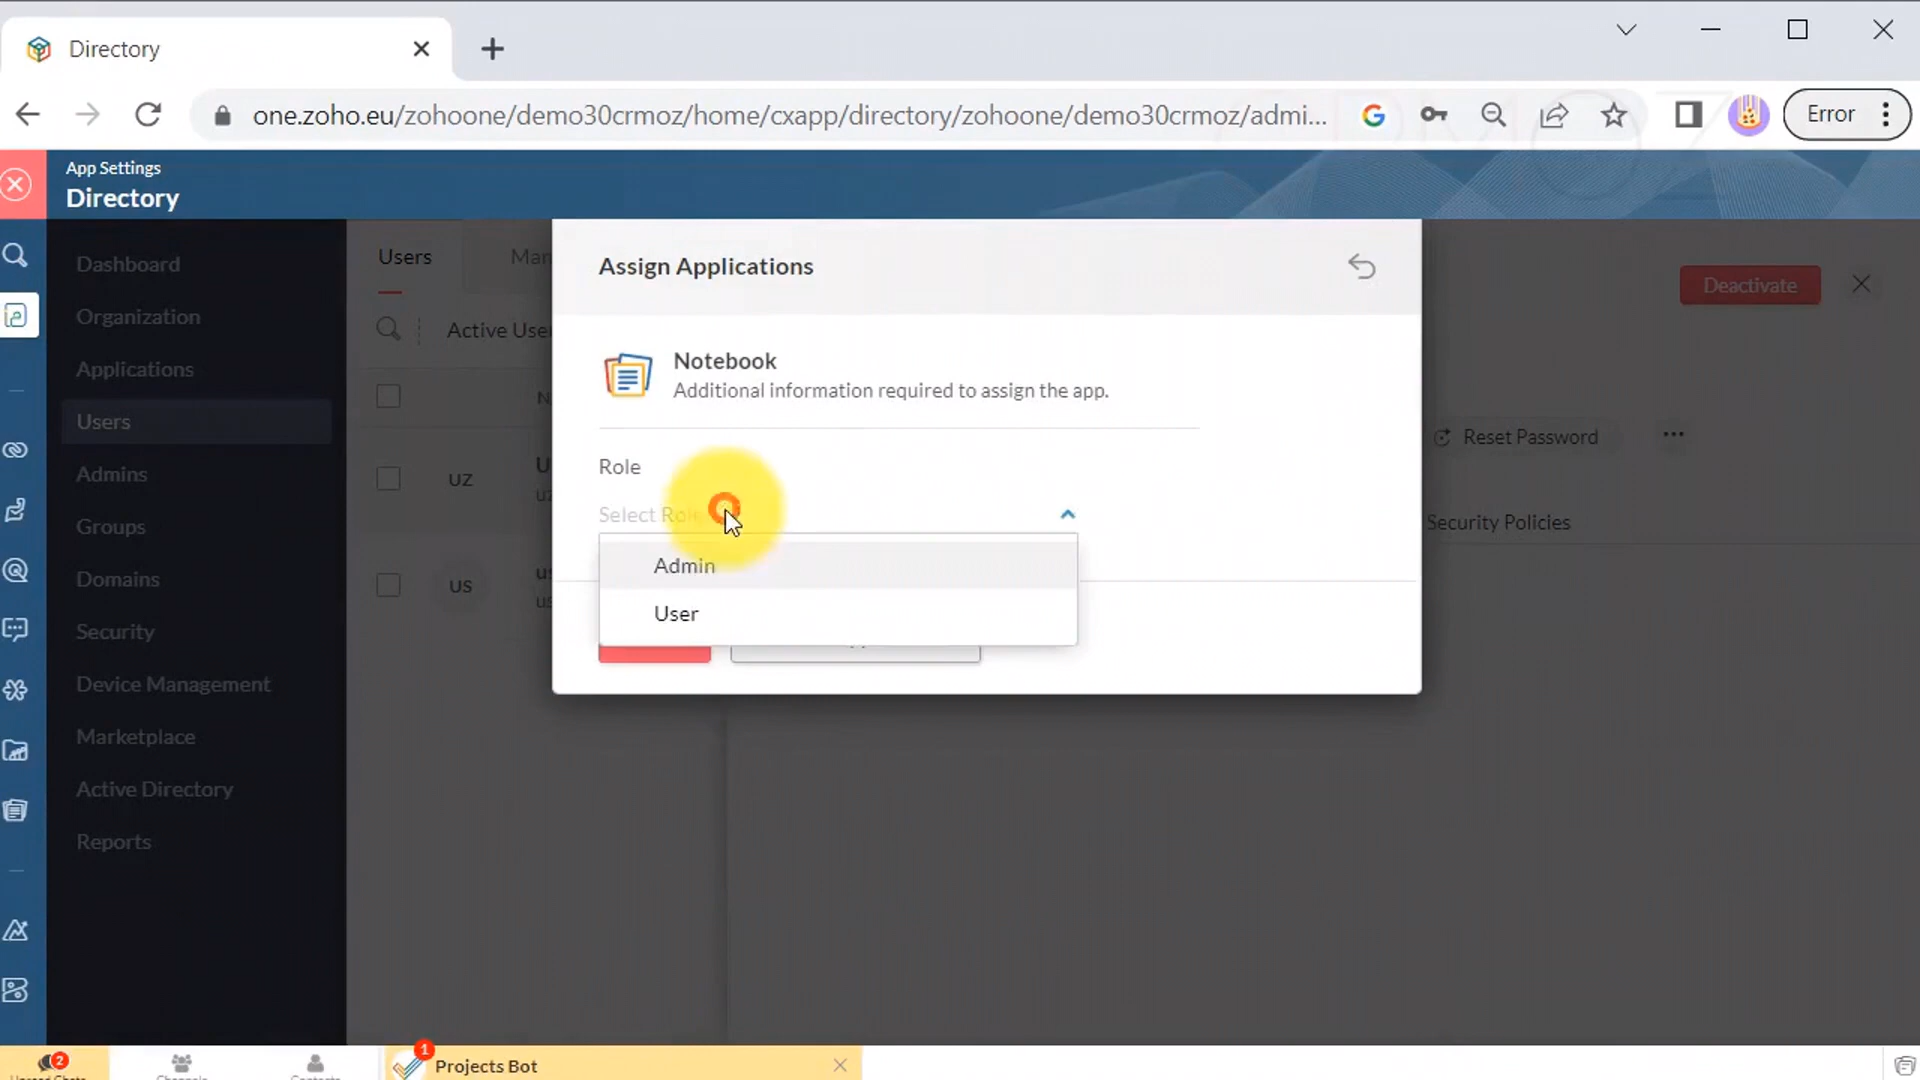 Directory
one.zoho.eu/zohoone/demo30crmoz/home/cxapp/directory/zohoone/demo30crmoz/admi...
Error
App Settings
Directory
Dashboard
Organization
Applications
Users
Admins
Groups
Domains
Security
Device Management
Marketplace
Active Directory
Reports
Users
Active
UZ
US
Assign Applications
Notebook
Additional information required to assign the app.
Role
Select
Admin
User
Deactivate
Reset Password
Security Policies
2
1
Projects Bot